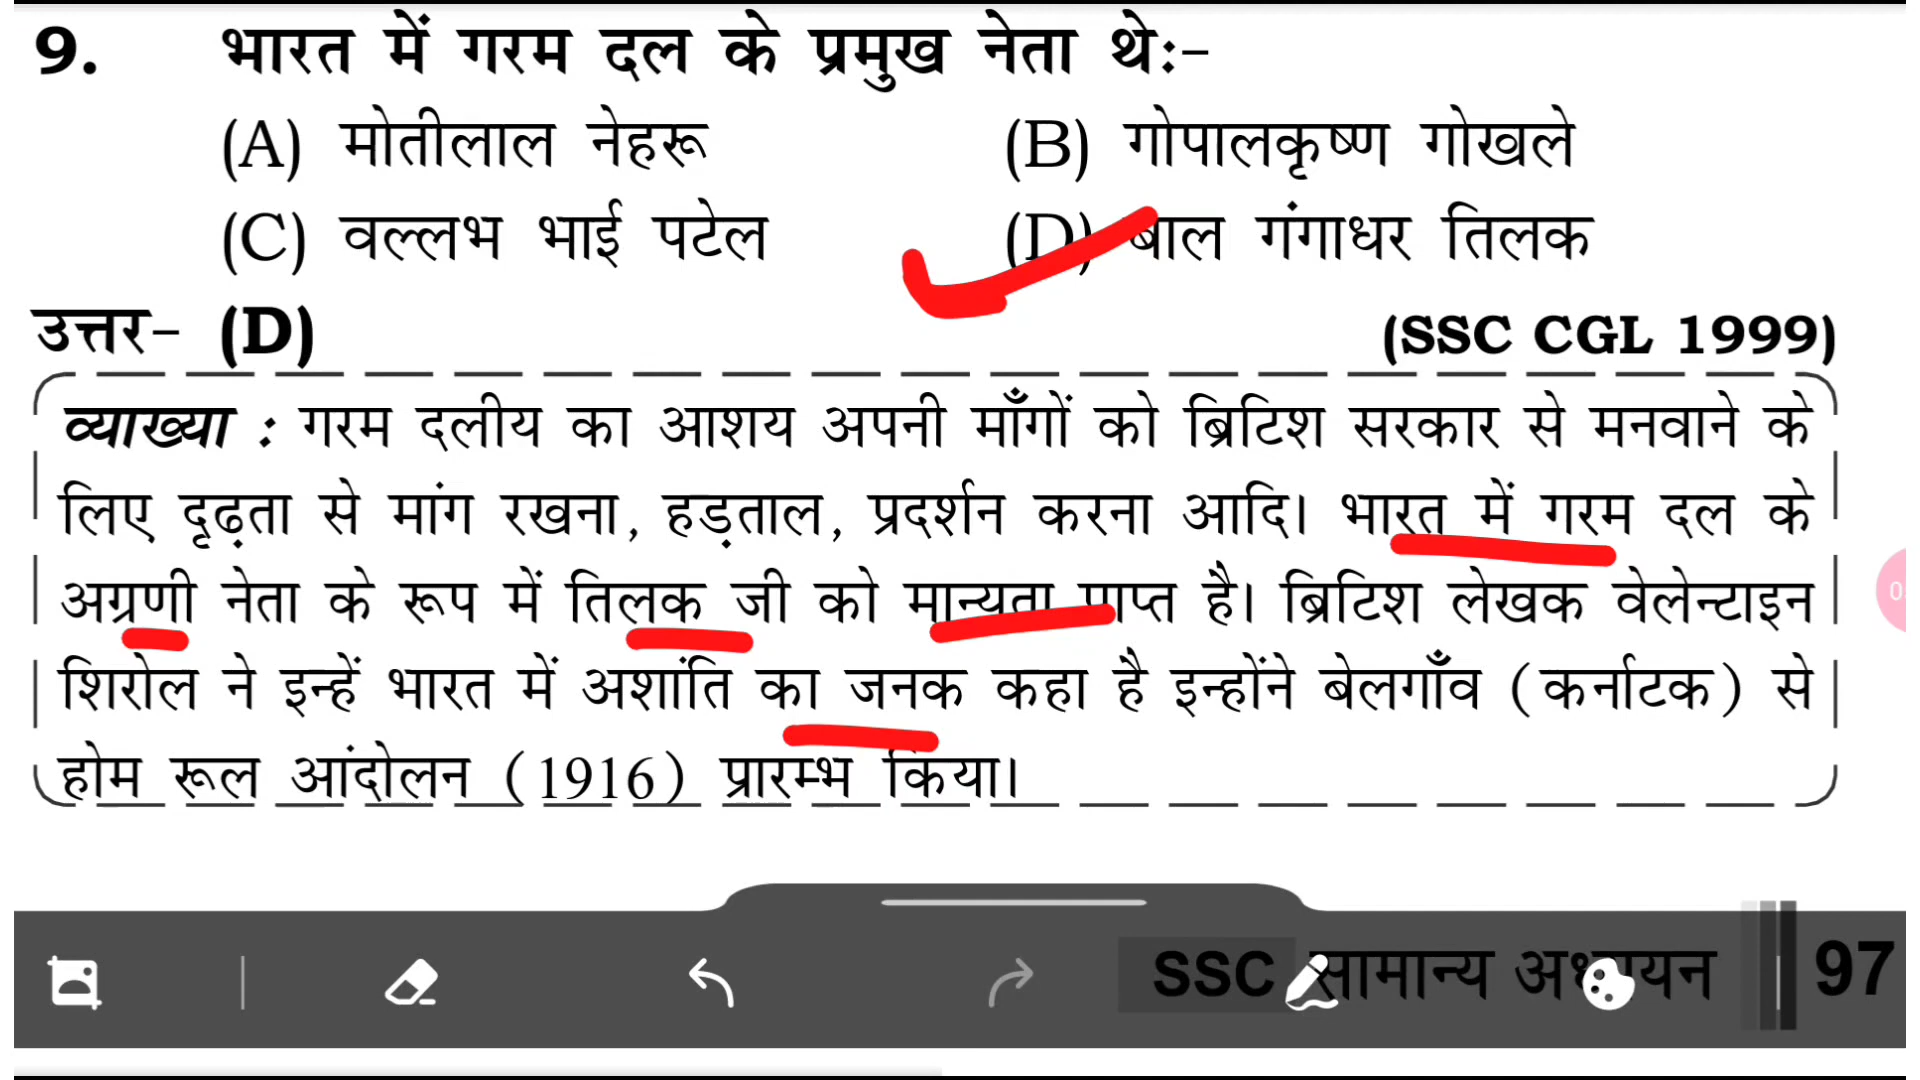 9. भारत में गरम दल के प्रमुख नेता थेः–
(A) मोतीलाल नेहरू (B) गोपालकृष्ण गोखले
(C) वल्लभ भाई पटेल (D) बाल गंगाधर तिलक
उत्तर– (D) (SSC CGL 1999)
व्याख्या : गरम दलीय का आशय अपनी माँगों को ब्रिटिश सरकार से मनवाने के
लिए दृढ़ता से मांग रखना, हड़ताल, प्रदर्शन करना आदि। भारत में गरम दल के
अग्रणी नेता के रूप में तिलक जी को मान्यता प्राप्त है। ब्रिटिश लेखक वेलेन्टाइन
शिरोल ने इन्हें भारत में अशांति का जनक कहा है इन्होंने बेलगाँव (कर्नाटक) से
होम रूल आंदोलन (1916) प्रारम्भ किया।
SSC सामान्य अध्ययन 97